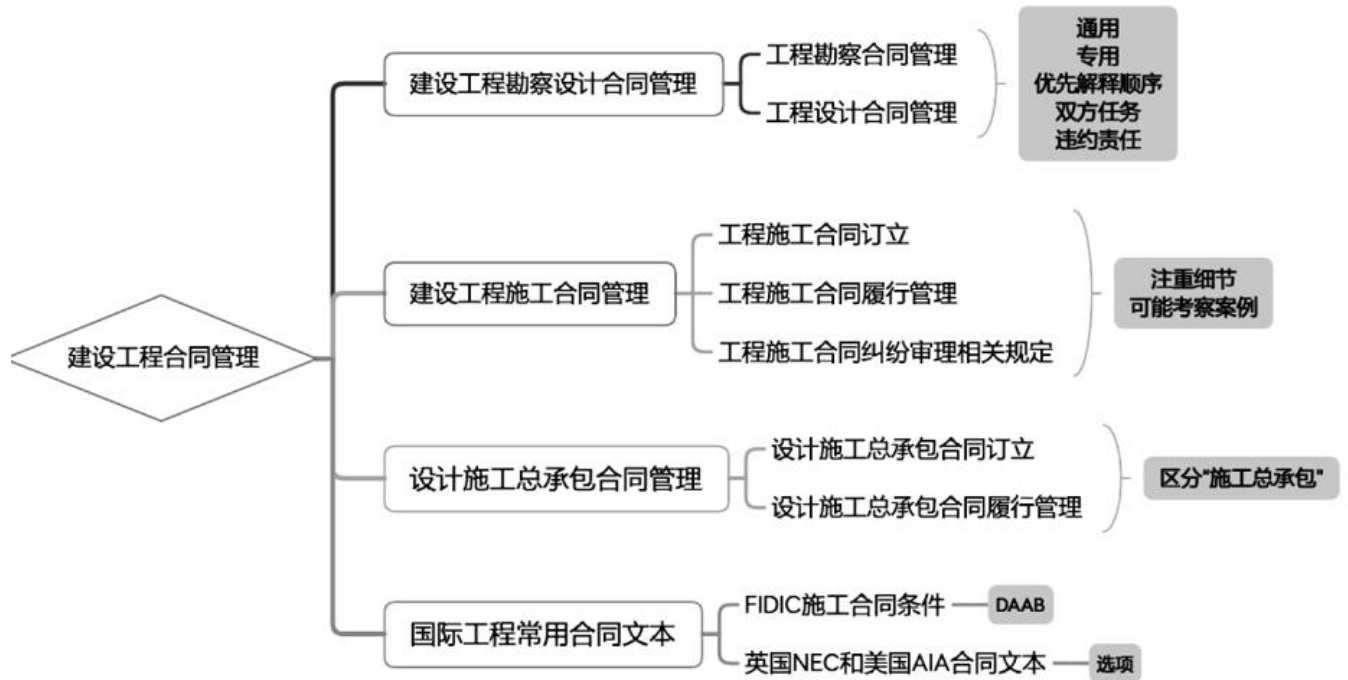 建设工程合同管理
建设工程勘察设计合同管理
工程勘察合同管理
工程设计合同管理
通用
专用
优先解释顺序
双方任务
违约责任
建设工程施工合同管理
工程施工合同订立
工程施工合同履行管理
工程施工合同纠纷审理相关规定
注重细节
可能考察案例
设计施工总承包合同管理
设计施工总承包合同订立
设计施工总承包合同履行管理
区分"施工总承包"
国际工程常用合同文本
FIDIC施工合同条件
DAAB
英国NEC和美国AIA合同文本
选项